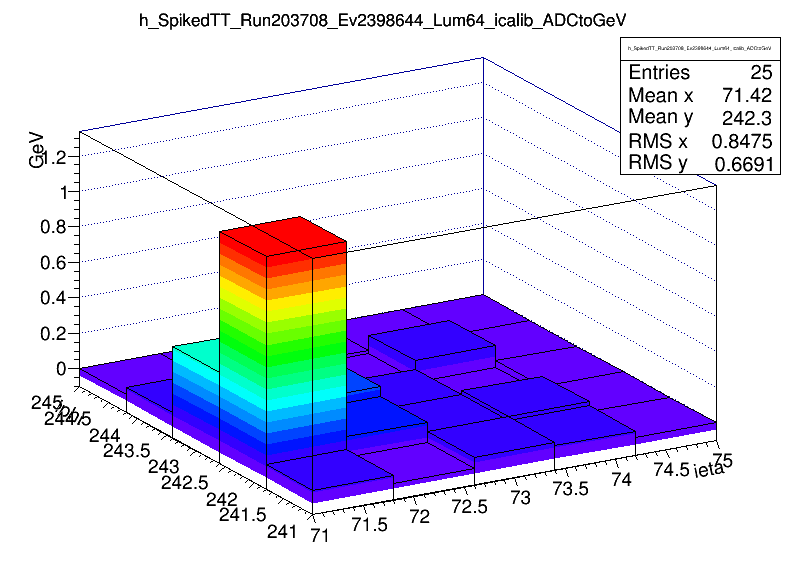 h_SpikedTT_Run203708_Ev2398644_Lum64_icalib_ADCtoGeV
h_SpikedTT_Run203708_Ev2398644_Lum64_icalib_ADCtoGeV
Entries 25
Mean x 71.42
Mean y 242.3
RMS x 0.8475
RMS y 0.6691
GeV
1.2
1
0.8
0.6
0.4
0.2
0
245
244.5
244
243.5
243
242.5
242
241.5
241
71
71.5
72
72.5
73
73.5
74
74.5
75
ieta